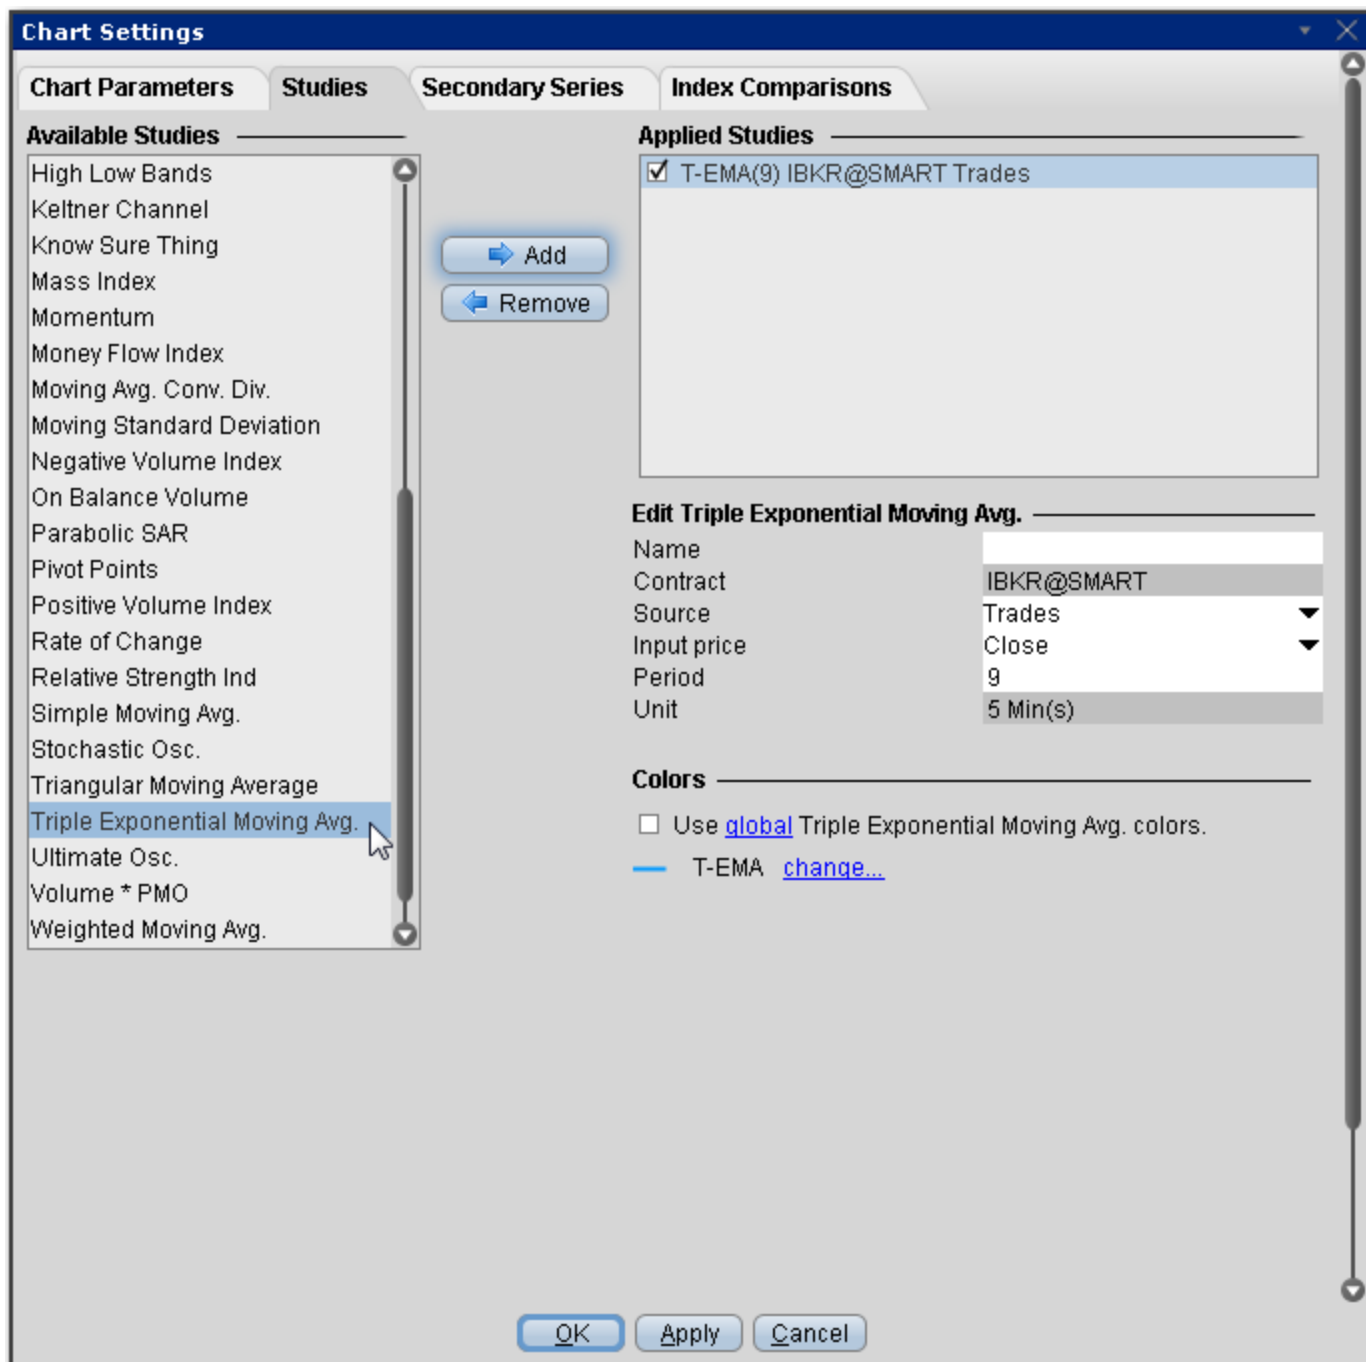 Chart Settings
Chart Parameters
Studies
Secondary Series
Index Comparisons
Available Studies
High Low Bands
Keltner Channel
Know Sure Thing
Mass Index
Momentum
Money Flow Index
Moving Avg. Conv. Div.
Moving Standard Deviation
Negative Volume Index
On Balance Volume
Parabolic SAR
Pivot Points
Positive Volume Index
Rate of Change
Relative Strength Ind
Simple Moving Avg.
Stochastic Osc.
Triangular Moving Average
Triple Exponential Moving Avg.
Ultimate Osc.
Volume * PMO
Weighted Moving Avg.
Add
Remove
Applied Studies
T-EMA(9) IBKR@SMART Trades
Edit Triple Exponential Moving Avg.
Name
Contract IBKR@SMART
Source Trades
Input price Close
Period 9
Unit 5 Min(s)
Colors
Use global Triple Exponential Moving Avg. colors.
T-EMA change...
OK
Apply
Cancel